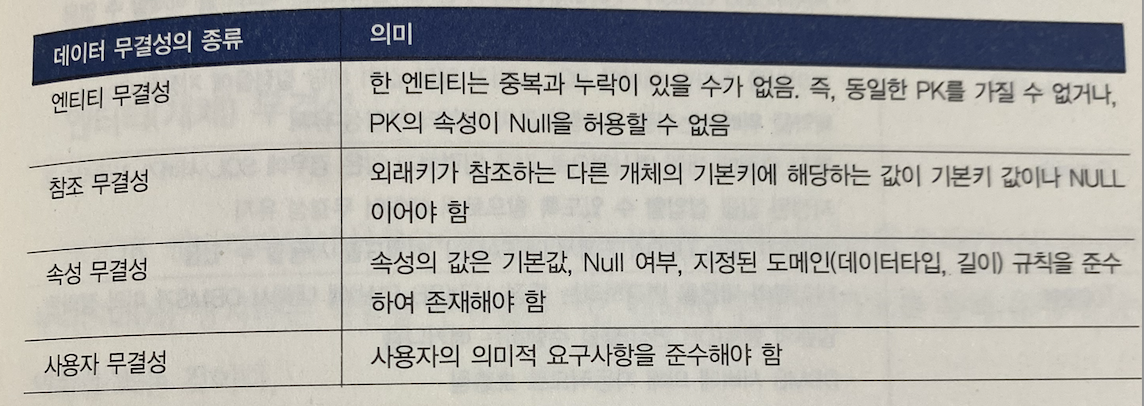 데이터 무결성의 종류 의미
엔티티 무결성 한 엔티티는 중복과 누락이 있을 수가 없음. 즉, 동일한 PK를 가질 수 없거나,
PK의 속성이 Null을 허용할 수 없음
참조 무결성 외래키가 참조하는 다른 개체의 기본키에 해당하는 값이 기본키 값이나 NULL
이어야 함
속성 무결성 속성의 값은 기본값, Null 여부, 지정된 도메인(데이터타입, 길이) 규칙을 준수
하여 존재해야 함
사용자 무결성 사용자의 의미적 요구사항을 준수해야 함